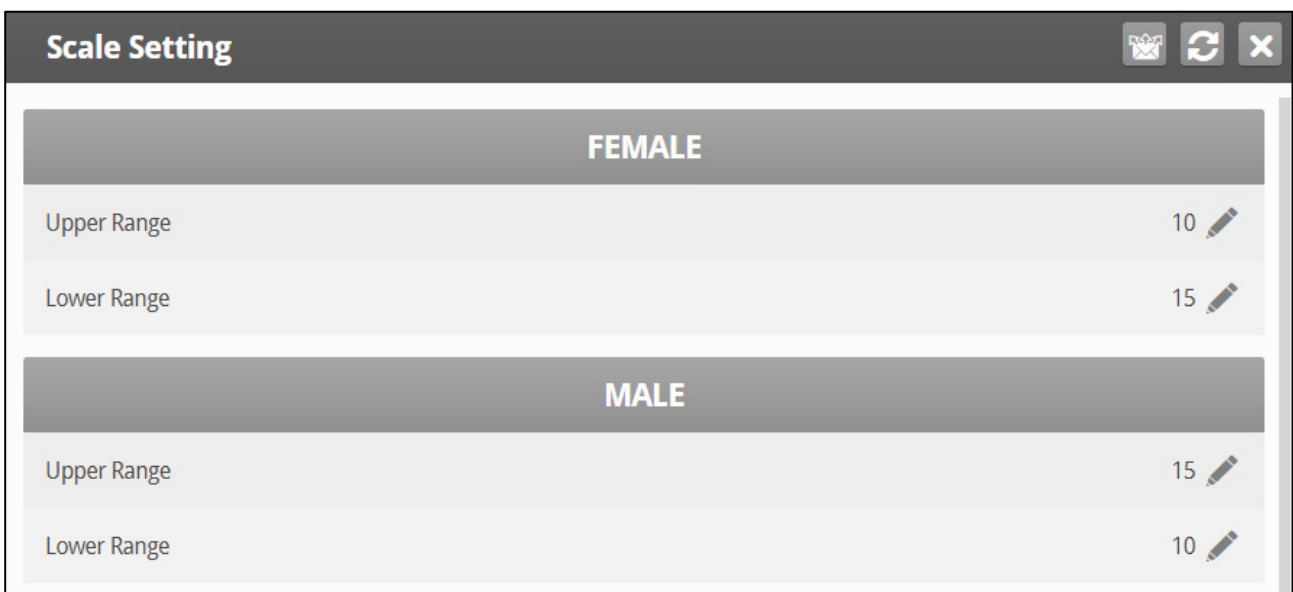 Scale Setting
FEMALE
Upper Range 10
Lower Range 15
MALE
Upper Range 15
Lower Range 10